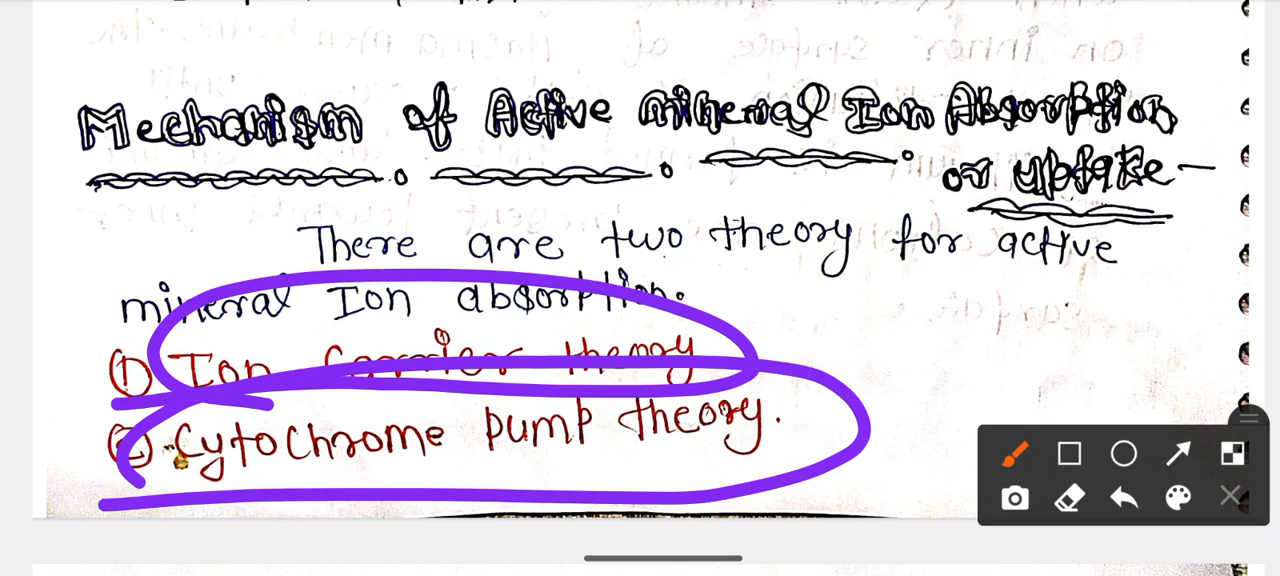 Mechanism of Active mineral Ion Absorption
or uptake —
There are two theory for active
mineral Ion absorption.
① Ion Carrier theory
② Cytochrome pump theory.